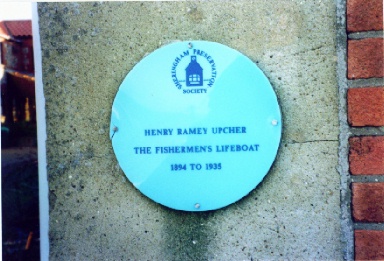 SHERINGHAM PRESERVATION
SOCIETY
HENRY RAMEY UPCHER
THE FISHERMEN'S LIFEBOAT
1894 TO 1935